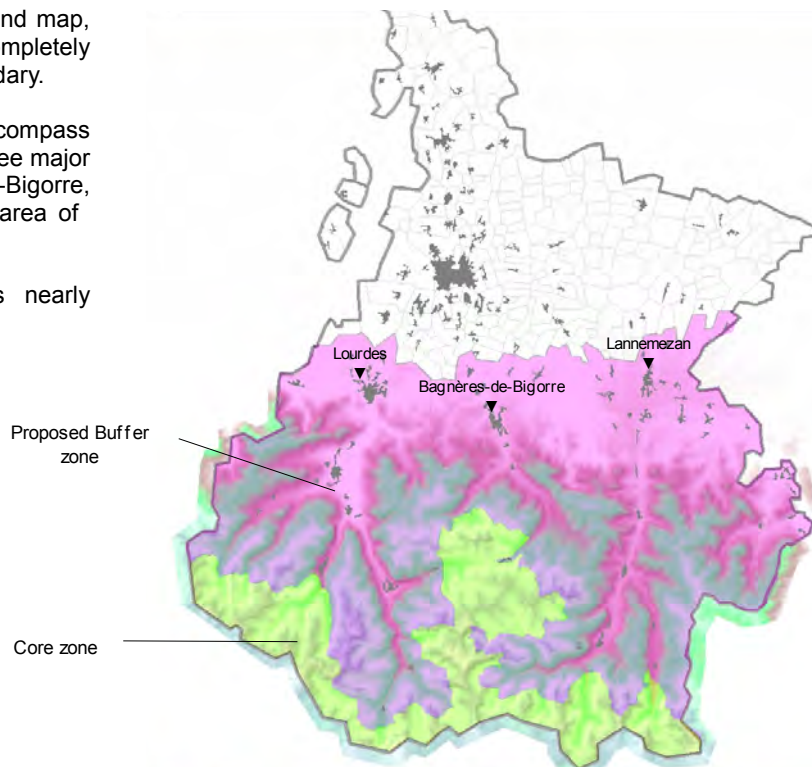 nd map,
ompletely
dary.
compass
ee major
-Bigorre,
area of
s nearly
Lourdes
Lannemezan
Bagnères-de-Bigorre
Proposed Buffer
zone
Core zone